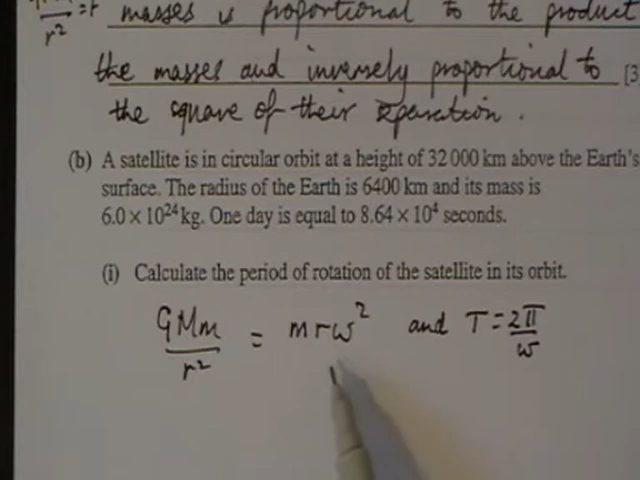 r² =F masses is proportional to the product
the masses and inversely proportional to [3
the square of their separation.
(b) A satellite is in circular orbit at a height of 32 000 km above the Earth's
surface. The radius of the Earth is 6400 km and its mass is
6.0 × 10²⁴ kg. One day is equal to 8.64 × 10⁴ seconds.
(i) Calculate the period of rotation of the satellite in its orbit.
GMm/r² = mrω² and T = 2π/ω